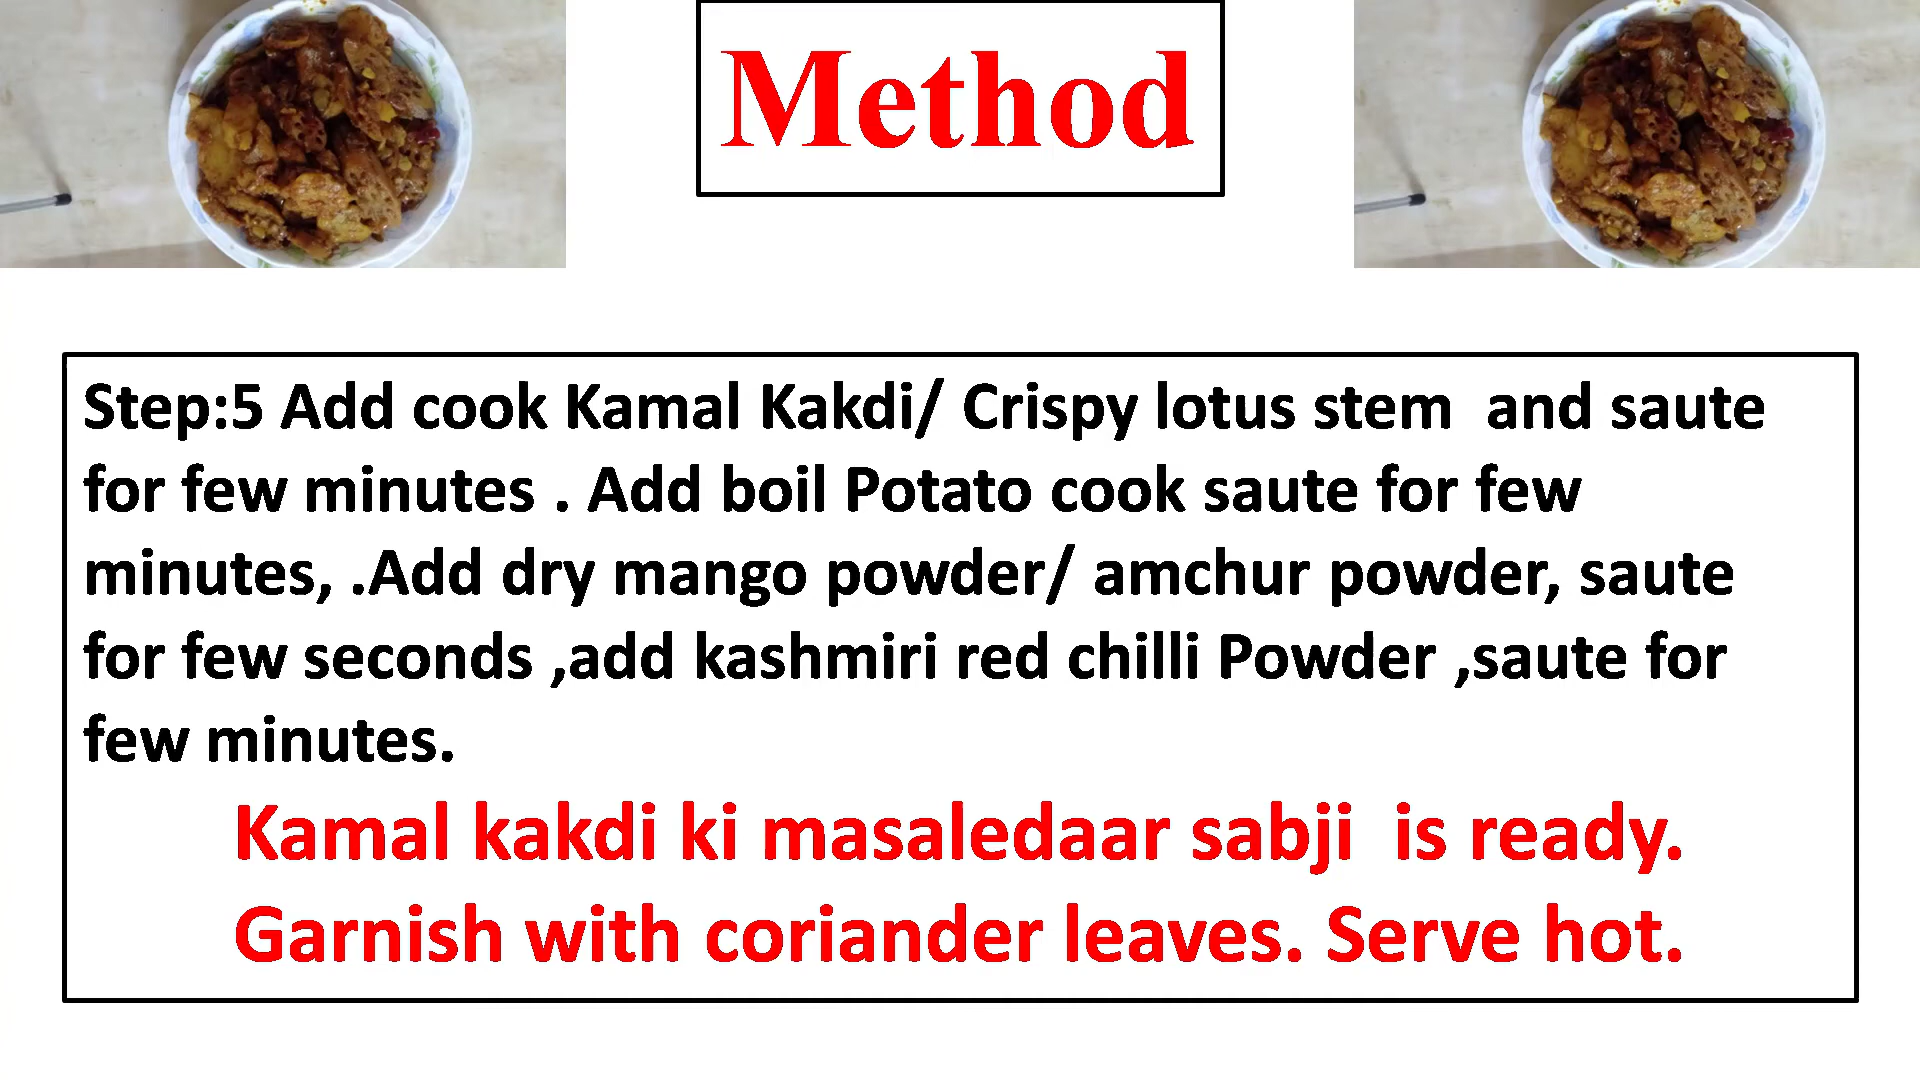 Method
Step:5 Add cook Kamal Kakdi/ Crispy lotus stem  and saute
for few minutes . Add boil Potato cook saute for few
minutes, .Add dry mango powder/ amchur powder, saute
for few seconds ,add kashmiri red chilli Powder ,saute for
few minutes.
Kamal kakdi ki masaledaar sabji  is ready.
Garnish with coriander leaves. Serve hot.